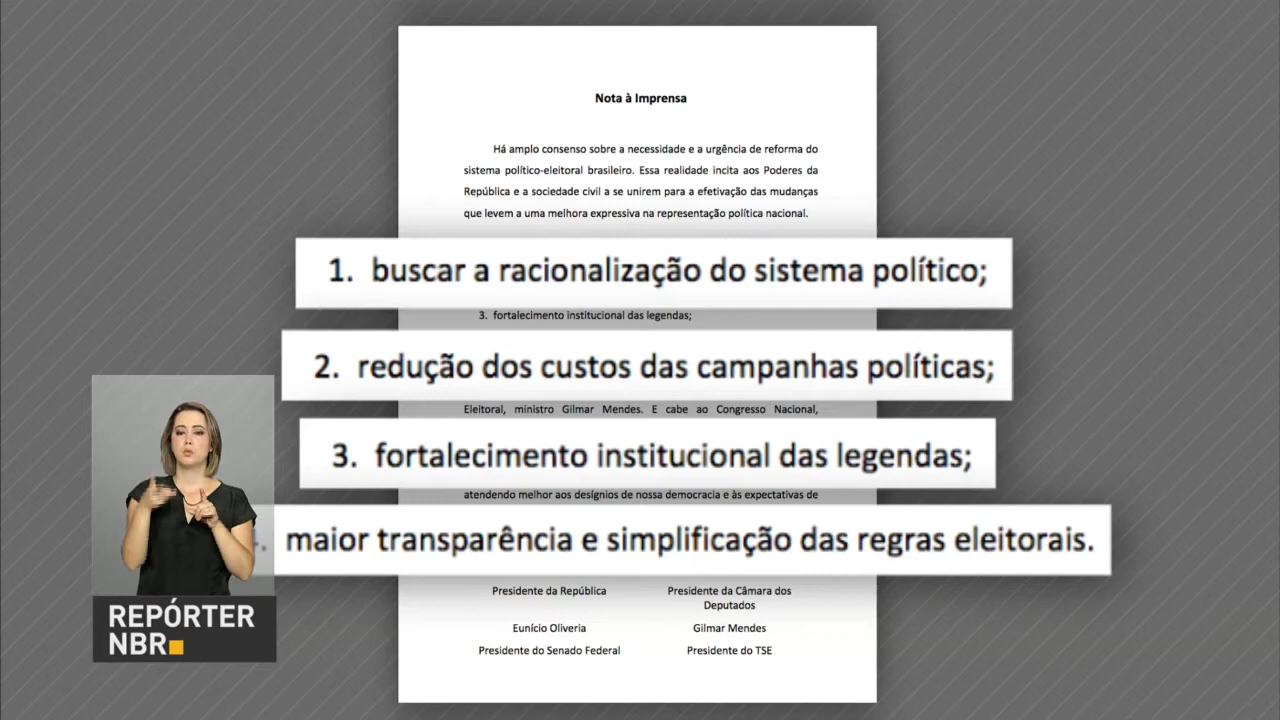 Nota à Imprensa
Há amplo consenso sobre a necessidade e a urgência de reforma do
sistema político-eleitoral brasileiro. Essa realidade incita aos Poderes da
República e a sociedade civil a se unirem para a efetivação das mudanças
que levem a uma melhora expressiva na representação política nacional.
1. buscar a racionalização do sistema político;
3. fortalecimento institucional das legendas;
2. redução dos custos das campanhas políticas;
Eleitoral, ministro Gilmar Mendes. E cabe ao Congresso Nacional,
3. fortalecimento institucional das legendas;
atendendo melhor aos desígnios de nossa democracia e às expectativas de
maior transparência e simplificação das regras eleitorais.
Presidente da República
Presidente da Câmara dos
Deputados
Eunício Oliveria
Gilmar Mendes
Presidente do Senado Federal
Presidente do TSE
REPÓRTER
NBR